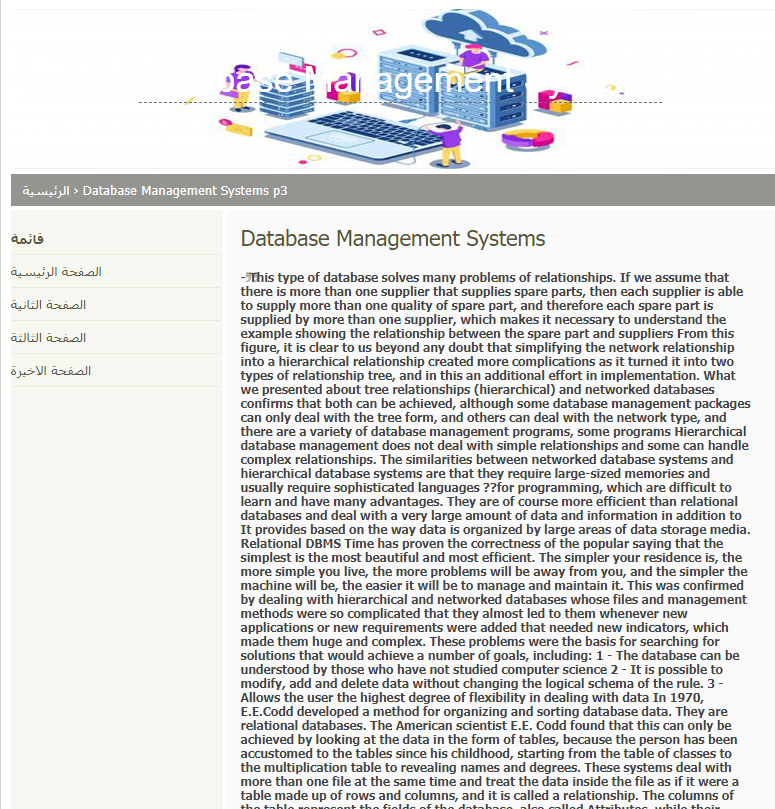 base Management
الرئيسية › Database Management Systems p3
قائمة
الصفحة الرئيسية
الصفحة الثانية
الصفحة الثالثة
الصفحة الاخيرة
Database Management Systems
- This type of database solves many problems of relationships. If we assume that
there is more than one supplier that supplies spare parts, then each supplier is able
to supply more than one quality of spare part, and therefore each spare part is
supplied by more than one supplier, which makes it necessary to understand the
example showing the relationship between the spare part and suppliers From this
figure, it is clear to us beyond any doubt that simplifying the network relationship
into a hierarchical relationship created more complications as it turned it into two
types of relationship tree, and in this an additional effort in implementation. What
we presented about tree relationships (hierarchical) and networked databases
confirms that both can be achieved, although some database management packages
can only deal with the tree form, and others can deal with the network type, and
there are a variety of database management programs, some programs Hierarchical
database management does not deal with simple relationships and some can handle
complex relationships. The similarities between networked database systems and
hierarchical database systems are that they require large-sized memories and
usually require sophisticated languages ??for programming, which are difficult to
learn and have many advantages. They are of course more efficient than relational
databases and deal with a very large amount of data and information in addition to
It provides based on the way data is organized by large areas of data storage media.
Relational DBMS Time has proven the correctness of the popular saying that the
simplest is the most beautiful and most efficient. The simpler your residence is, the
more simple you live, the more problems will be away from you, and the simpler the
machine will be, the easier it will be to manage and maintain it. This was confirmed
by dealing with hierarchical and networked databases whose files and management
methods were so complicated that they almost led to them whenever new
applications or new requirements were added that needed new indicators, which
made them huge and complex. These problems were the basis for searching for
solutions that would achieve a number of goals, including: 1 - The database can be
understood by those who have not studied computer science 2 - It is possible to
modify, add and delete data without changing the logical schema of the rule. 3 -
Allows the user the highest degree of flexibility in dealing with data In 1970,
E.E.Codd developed a method for organizing and sorting database data. They are
relational databases. The American scientist E.E. Codd found that this can only be
achieved by looking at the data in the form of tables, because the person has been
accustomed to the tables since his childhood, starting from the table of classes to
the multiplication table to revealing names and degrees. These systems deal with
more than one file at the same time and treat the data inside the file as if it were a
table made up of rows and columns, and it is called a relationship. The columns of
the table represent the fields of the database, also called Attributes, while their